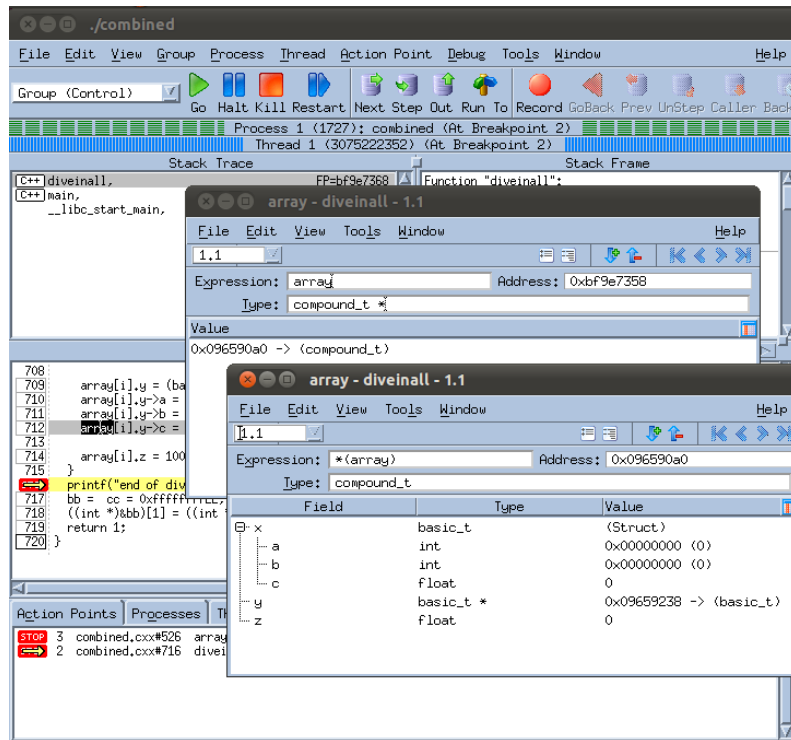 ./combined
File Edit View Group Process Thread Action Point Debug Tools Window Help
Group (Control)
Go Halt Kill Restart Next Step Out Run To Record GoBack Prev UnStep Caller Back
Process 1 (1727): combined (At Breakpoint 2)
Thread 1 (3075222352) (At Breakpoint 2)
Stack Trace Stack Frame
C++ diveinall, FP=bf9e7368
C++ main,
__libc_start_main,
Function "diveinall":
array - diveinall - 1.1
File Edit View Tools Window Help
1.1
Expression: array Address: 0xbf9e7358
Type: compound_t *
Value
0x096590a0 -> (compound_t)
708
709 array[i].y = (ba
710 array[i].y->a =
711 array[i].y->b =
712 array[i].y->c =
713
714 array[i].z = 100
715 }
printf("end of div
717 bb = cc =
718 ((int *)&bb)[1] = ((int
719 return 1;
720 }
array - diveinall - 1.1
File Edit View Tools Window Help
1.1
Expression: *(array) Address: 0x096590a0
Type: compound_t
Field Type Value
x basic_t (Struct)
a int 0x00000000 (0)
b int 0x00000000 (0)
c float 0
y basic_t * 0x09659238 -> (basic_t)
z float 0
Action Points Processes Th
STOP 3 combined.cxx#526 array
2 combined.cxx#716 divei